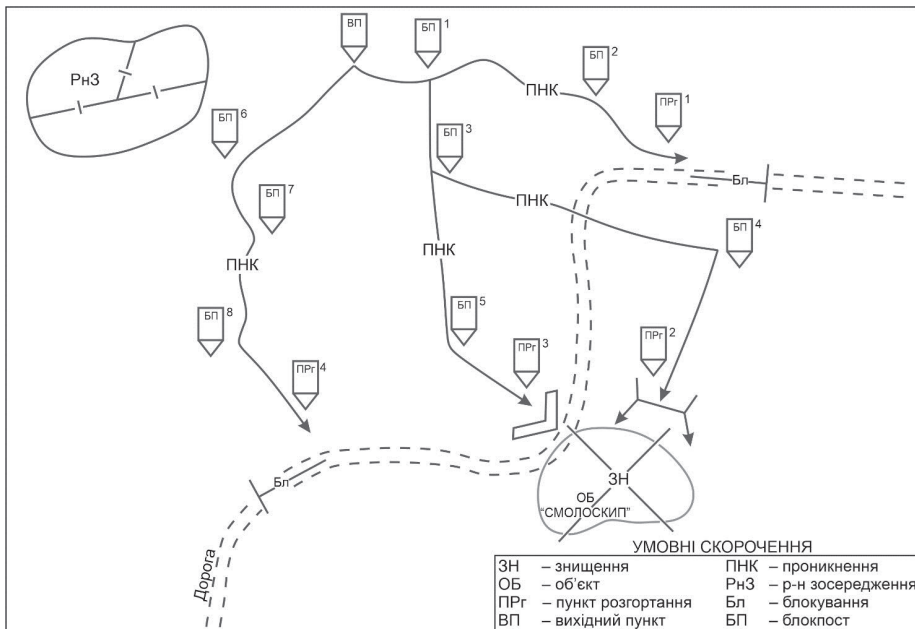 ВП
БП 1
БП 2
РнЗ
ПНК
ПРг 1
БП 6
БП 3
Бл
БП 7
ПНК
БП 4
ПНК
ПНК
БП 8
БП 5
ПРг 3
ПРг 2
ПРг 4
Бл
ЗН
ОБ
"СМОЛОСКИП"
Дорога
УМОВНІ СКОРОЧЕННЯ
ЗН – знищення
ОБ – об'єкт
ПРг – пункт розгортання
ВП – вихідний пункт
ПНК – проникнення
РнЗ – р-н зосередження
Бл – блокування
БП – блокпост